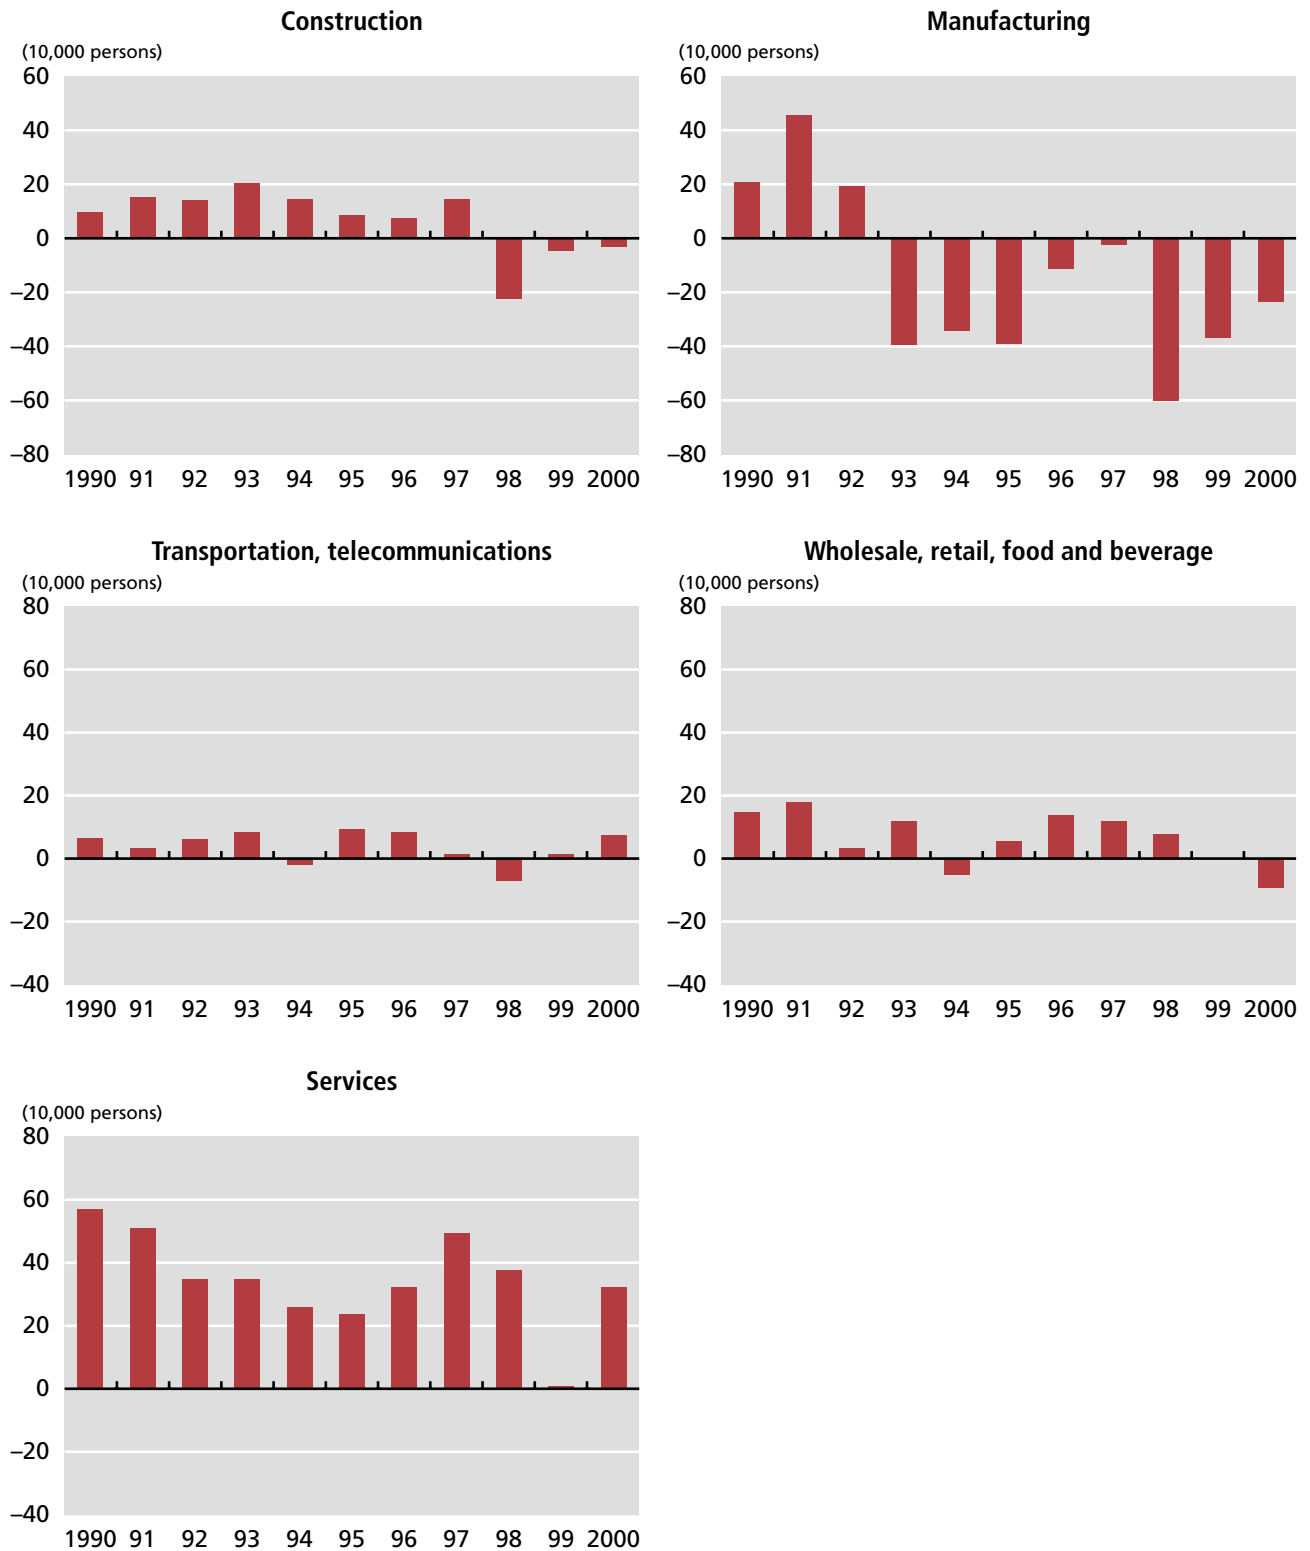 Construction
(10,000 persons)
60
40
20
0
–20
–40
–60
–80
1990 91 92 93 94 95 96 97 98 99 2000
Manufacturing
(10,000 persons)
60
40
20
0
–20
–40
–60
–80
1990 91 92 93 94 95 96 97 98 99 2000
Transportation, telecommunications
(10,000 persons)
80
60
40
20
0
–20
–40
1990 91 92 93 94 95 96 97 98 99 2000
Wholesale, retail, food and beverage
(10,000 persons)
80
60
40
20
0
–20
–40
1990 91 92 93 94 95 96 97 98 99 2000
Services
(10,000 persons)
80
60
40
20
0
–20
–40
1990 91 92 93 94 95 96 97 98 99 2000